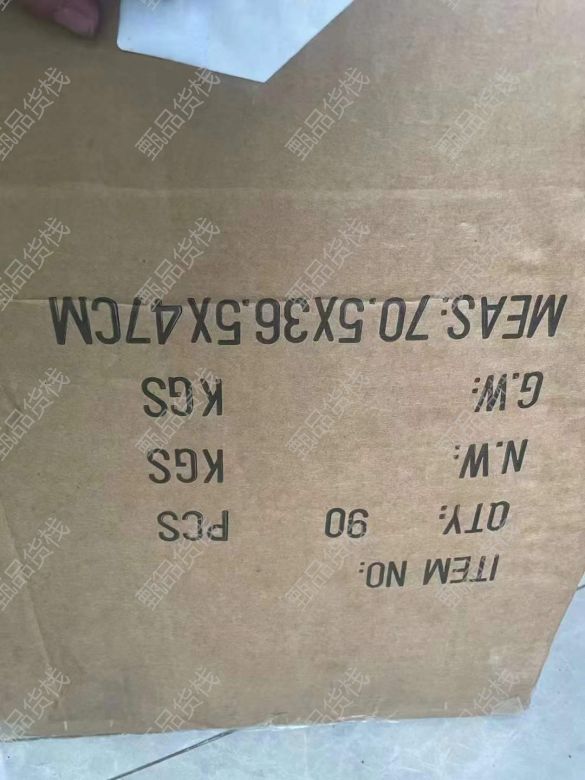 ITEM NO:
QTY: 90 PCS
N.W: KGS
G.W: KGS
MEAS:70.5X36.5X47CM
甄品货栈